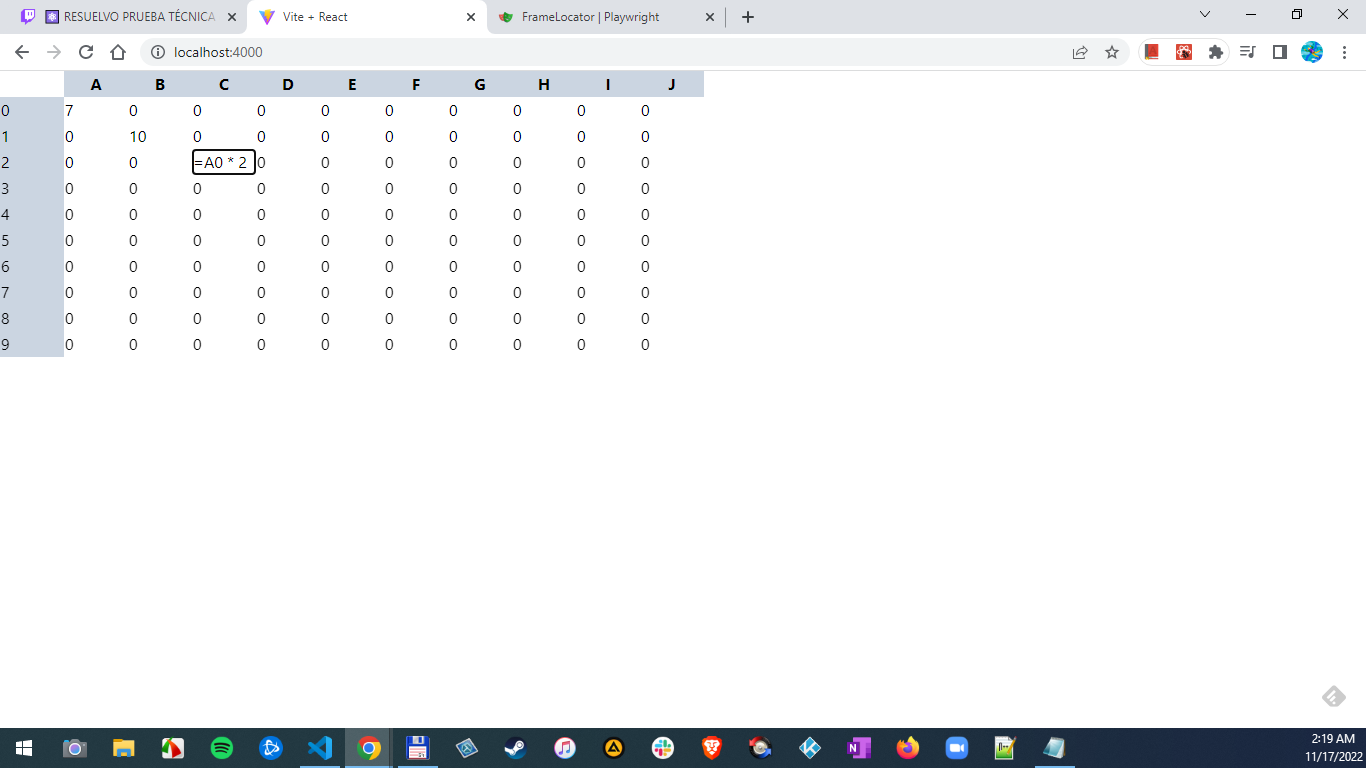 RESUELVO PRUEBA TÉCNICA
Vite + React
FrameLocator | Playwright
localhost:4000
A B C D E F G H I J
0 7 0 0 0 0 0 0 0 0 0
1 0 10 0 0 0 0 0 0 0 0
2 0 0 =A0 * 2 0 0 0 0 0 0 0
3 0 0 0 0 0 0 0 0 0 0
4 0 0 0 0 0 0 0 0 0 0
5 0 0 0 0 0 0 0 0 0 0
6 0 0 0 0 0 0 0 0 0 0
7 0 0 0 0 0 0 0 0 0 0
8 0 0 0 0 0 0 0 0 0 0
9 0 0 0 0 0 0 0 0 0 0
2:19 AM
11/17/2022